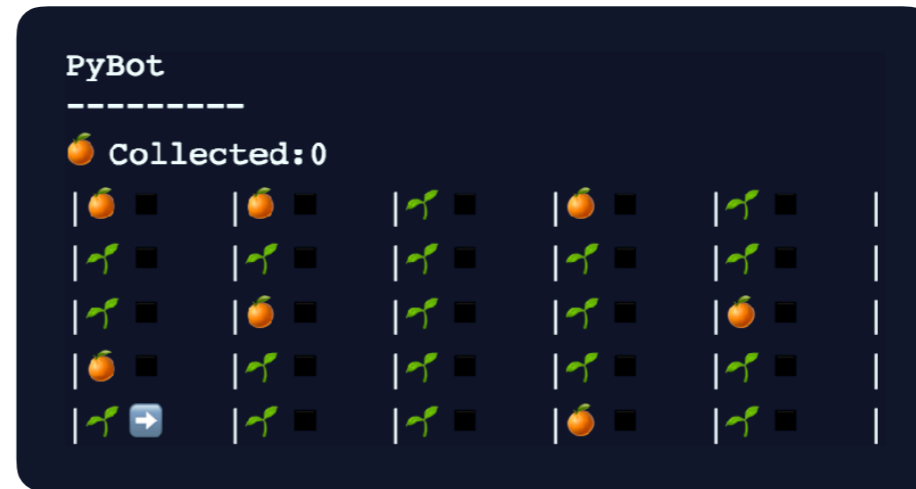 PyBot
---------
🍊 Collected:0
|🍊 ◼️ |🍊 ◼️ |🌱 ◼️ |🍊 ◼️ |🌱 ◼️ |
|🌱 ◼️ |🌱 ◼️ |🌱 ◼️ |🌱 ◼️ |🌱 ◼️ |
|🌱 ◼️ |🍊 ◼️ |🌱 ◼️ |🌱 ◼️ |🍊 ◼️ |
|🍊 ◼️ |🌱 ◼️ |🌱 ◼️ |🌱 ◼️ |🌱 ◼️ |
|🌱 ➡️ |🌱 ◼️ |🌱 ◼️ |🍊 ◼️ |🌱 ◼️ |